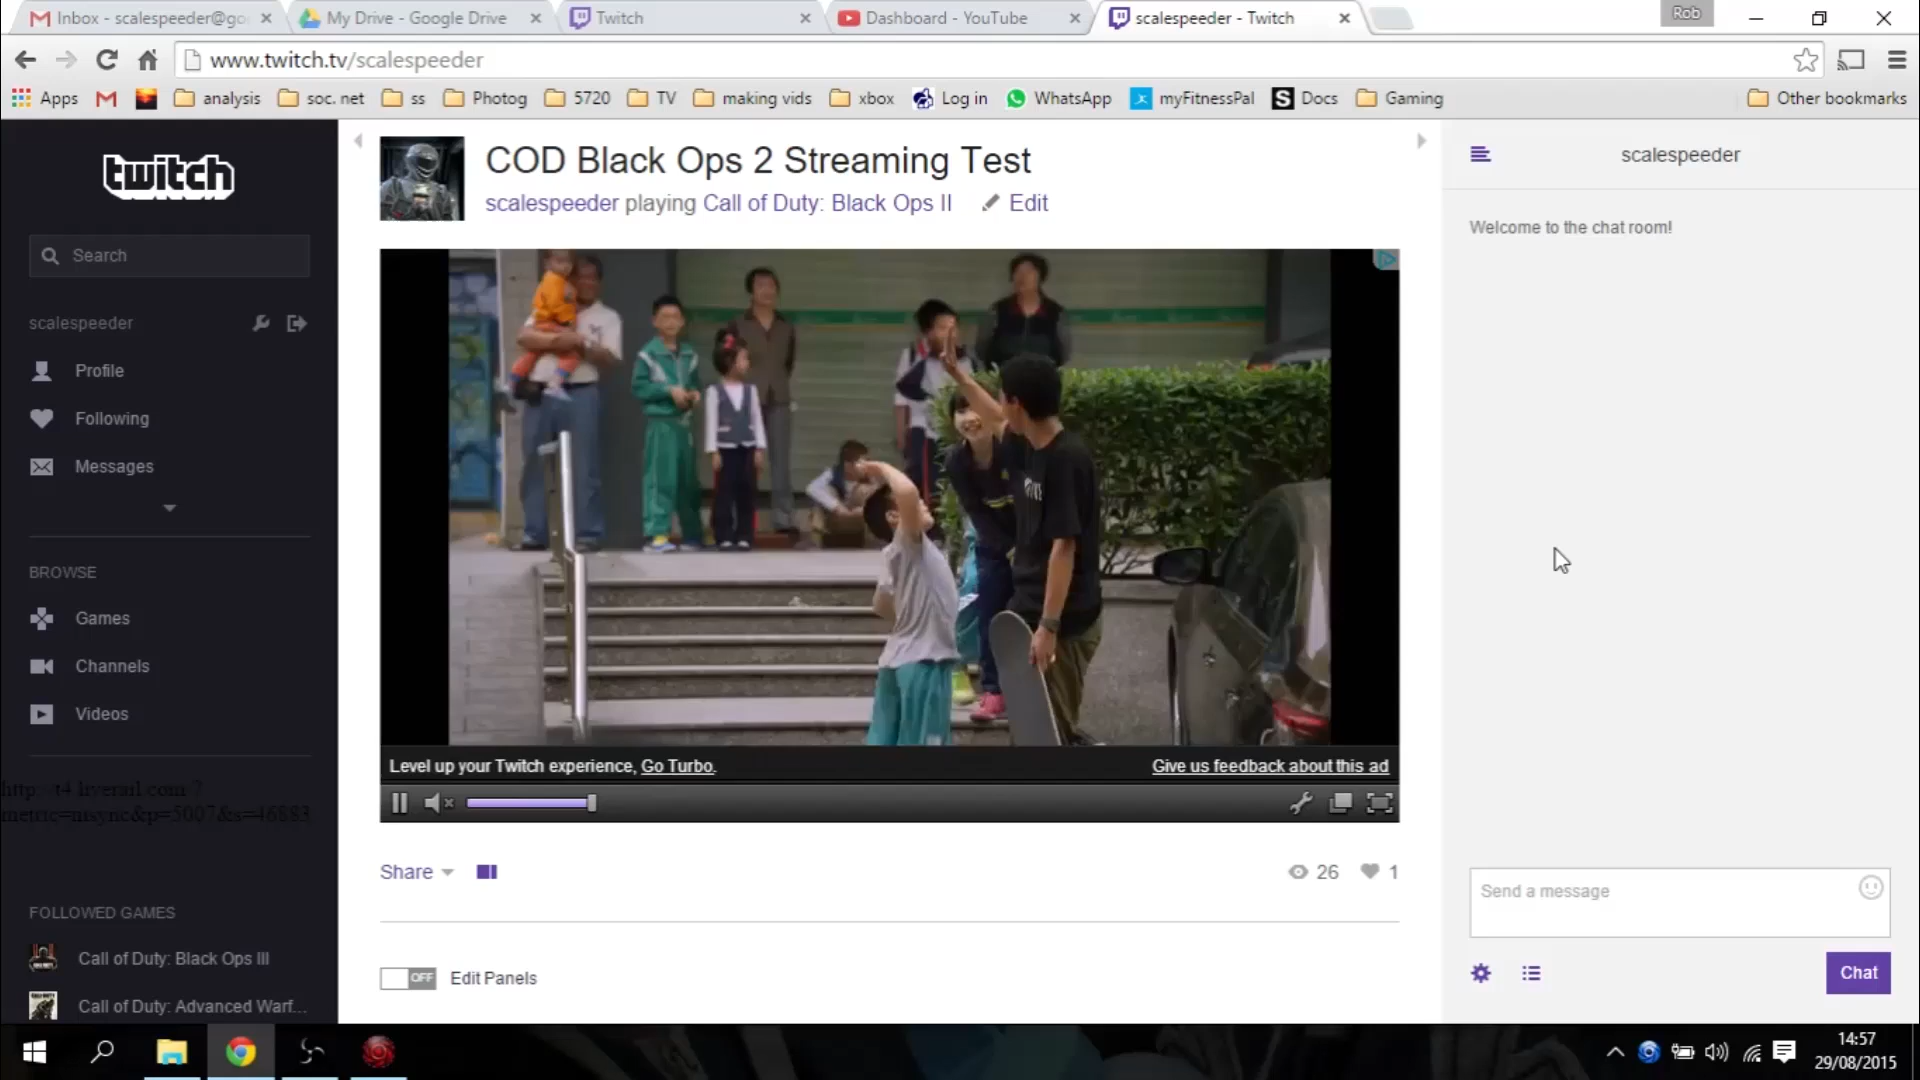 Inbox - scalespeeder@go
My Drive - Google Drive
Twitch
Dashboard - YouTube
scalespeeder - Twitch
Rob
www.twitch.tv/scalespeeder
Apps
analysis
soc. net
ss
Photog
5720
TV
making vids
xbox
Log in
WhatsApp
myFitnessPal
Docs
Gaming
Other bookmarks
twitch
Search
scalespeeder
Profile
Following
Messages
BROWSE
Games
Channels
Videos
metric=msync&p=5007&s=46883
FOLLOWED GAMES
Call of Duty: Black Ops III
Call of Duty: Advanced Warf...
COD Black Ops 2 Streaming Test
scalespeeder playing Call of Duty: Black Ops II
Edit
Level up your Twitch experience, Go Turbo.
Give us feedback about this ad
Share
26
1
OFF
Edit Panels
scalespeeder
Welcome to the chat room!
Send a message
Chat
14:57
29/08/2015